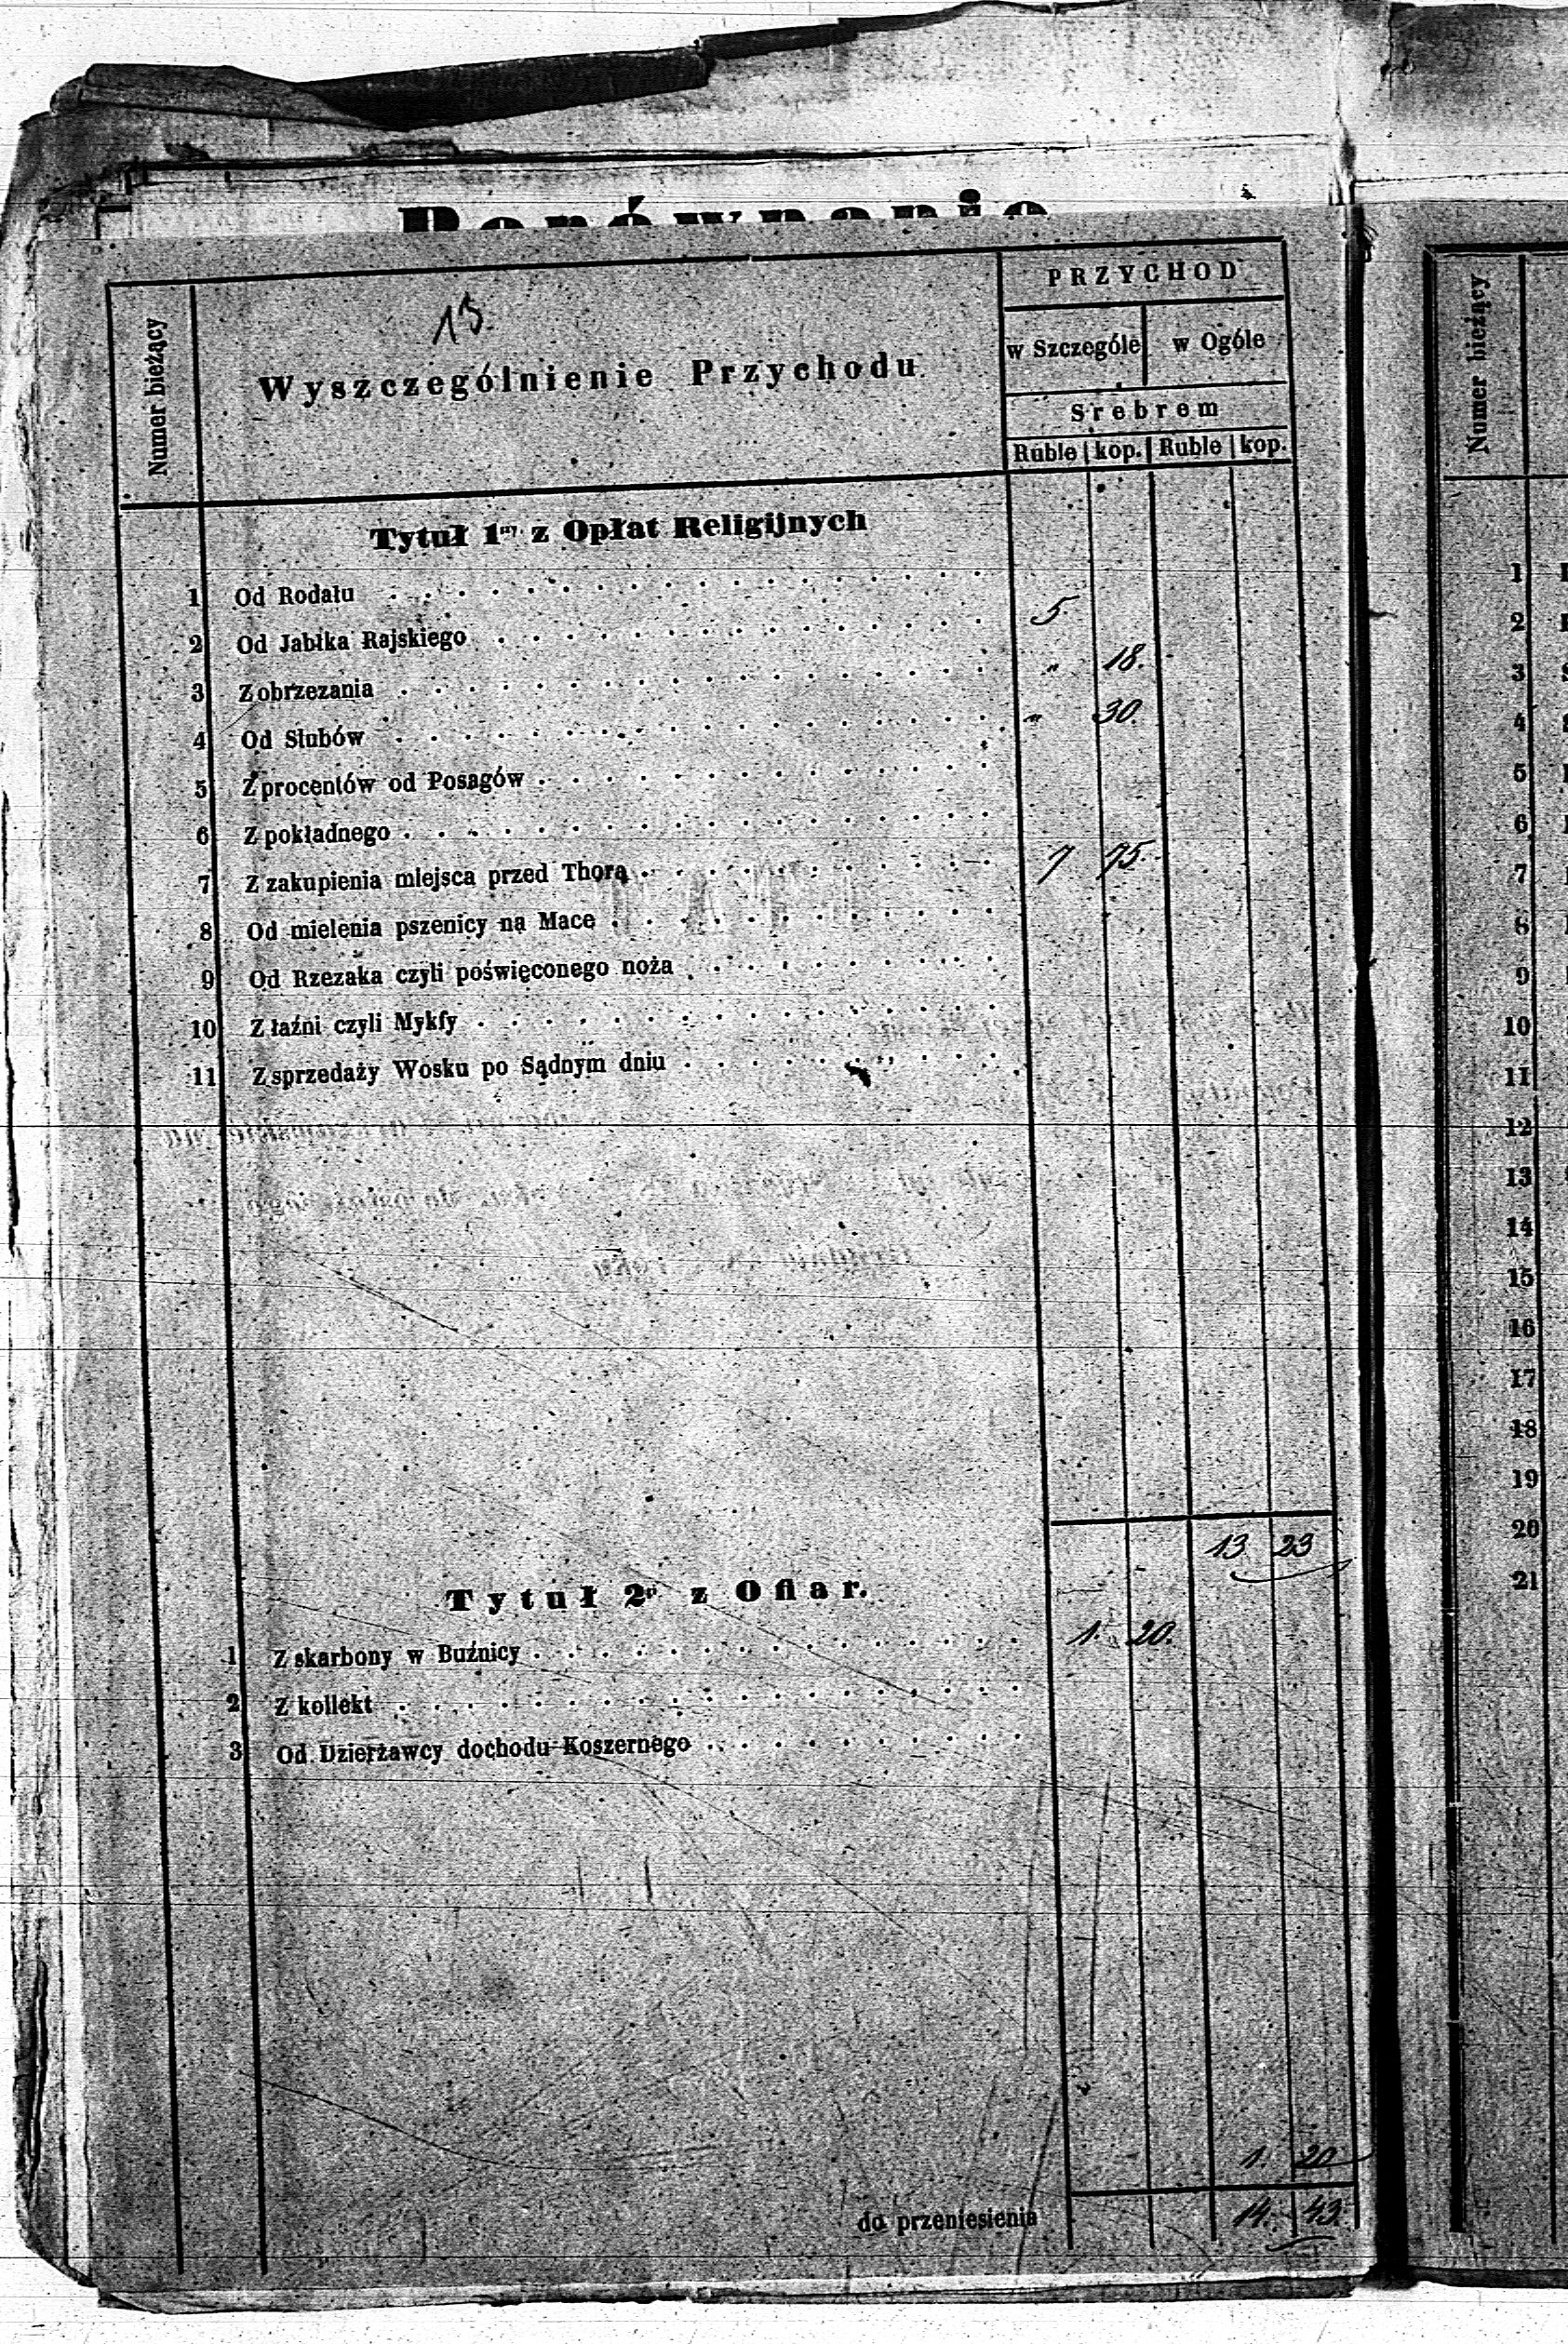 Porównanie
PRZYCHOD
13.
Numer bieżący
Wyszczególnienie Przychodu
w Szczególe w Ogóle
Srebrem
Ruble kop. Ruble kop.
Tytuł 1ny z Opłat Religijnych
1 Od Rodału
2 Od Jabłka Rajskiego 5
3 Z obrzezania " 18.
4 Od Slubów " 30.
5 Z procentów od Posagów
6 Z pokładnego
7 Z zakupienia miejsca przed Thorą 7 75.
8 Od mielenia pszenicy na Mace
9 Od Rzezaka czyli poświęconego noża
10 Z łaźni czyli Mykfy
11 Z sprzedaży Wosku po Sądnym dniu
13 23
Tytuł 2gi z Ofiar.
1 Z skarbony w Buźnicy 1. 20.
2 Z kollekt
3 Od Dzierżawcy dochodu Koszernego
1. 20
do przeniesienia 14. 43.
Numer bieżący
1
2
3
4
5
6
7
8
9
10
11
12
13
14
15
16
17
18
19
20
21